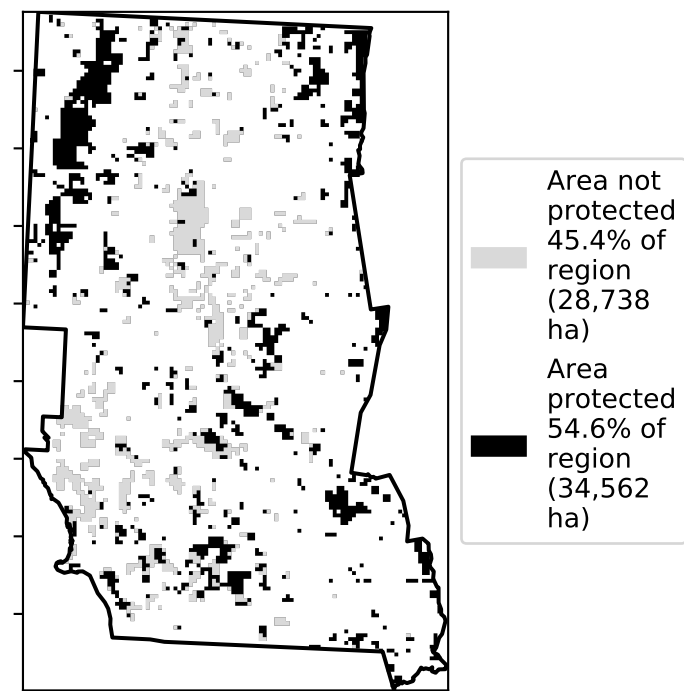 Area not
protected
45.4% of
region
(28,738
ha)
Area
protected
54.6% of
region
(34,562
ha)